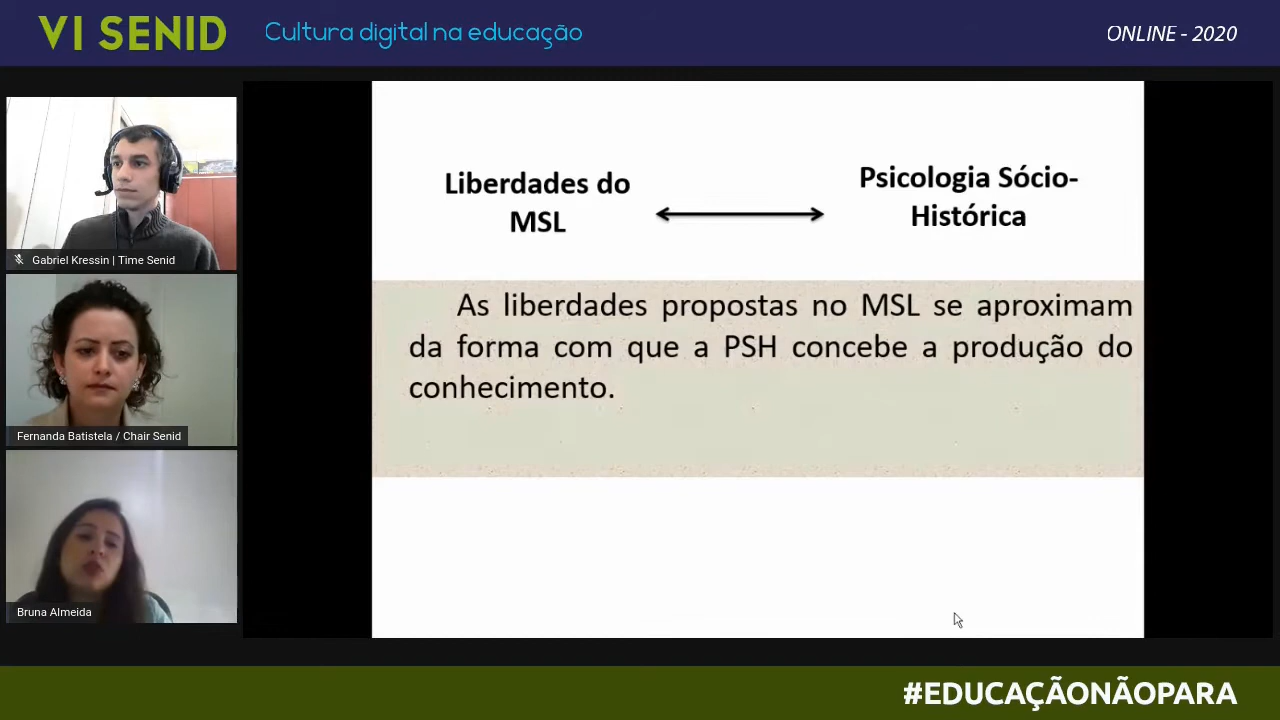 VI SENID
Cultura digital na educação
ONLINE - 2020
Gabriel Kressin | Time Senid
Fernanda Batistela / Chair Senid
Bruna Almeida
Liberdades do
MSL
Psicologia Sócio-
Histórica
As liberdades propostas no MSL se aproximam
da forma com que a PSH concebe a produção do
conhecimento.
#EDUCAÇÃONÃOPARA